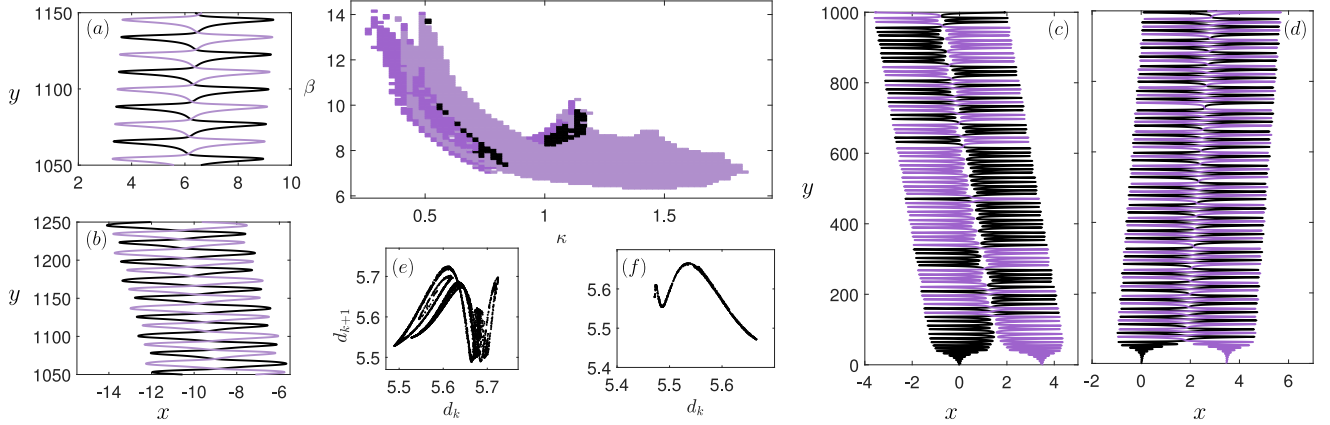 (a)
1150
1100
1050
y
2 4 6 8 10
(b)
1250
1200
1150
1100
1050
y
-14 -12 -10 -8 -6
x
14
12
10
8
6
β
0.5 1 1.5
κ
(e)
5.7
5.6
5.5
d_{k+1}
5.5 5.6 5.7
d_k
(f)
5.6
5.5
5.4
5.4 5.5 5.6
d_k
(c)
1000
800
600
400
200
0
y
-4 -2 0 2 4
x
(d)
-2 0 2 4 6
x